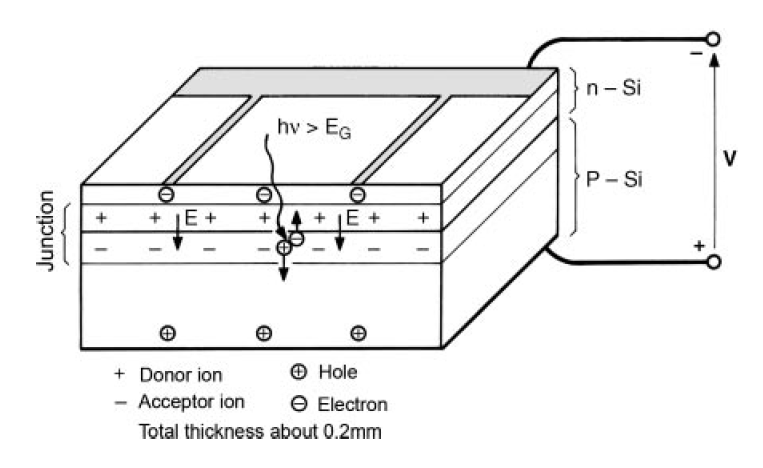 −
n – Si
hν > E_G
V
P – Si
E
E
+ + + + + + +
− − − − − − −
+
Junction
+ Donor ion
⊕ Hole
− Acceptor ion
⊖ Electron
Total thickness about 0.2mm